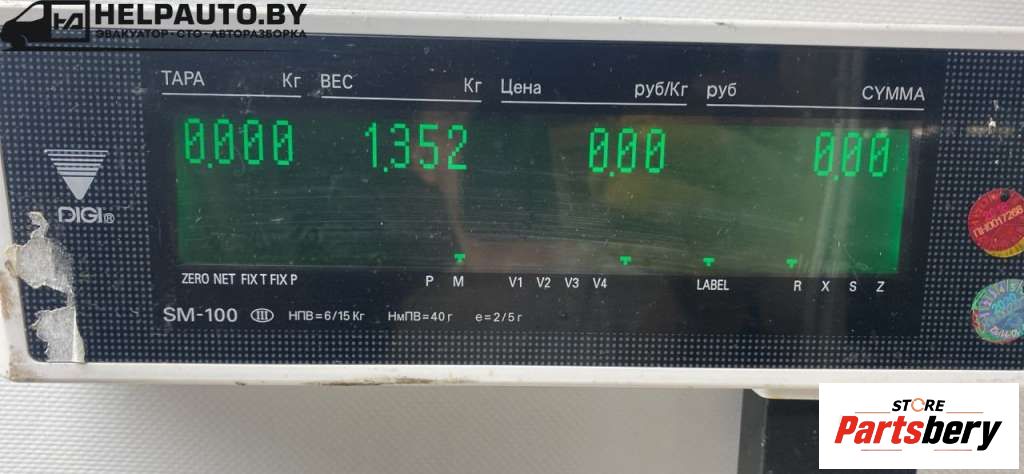 HELPAUTO.BY
ЭВАКУАТОР·СТО·АВТОРАЗБОРКА
ТАРА Кг ВЕС Кг Цена руб/Кг руб СУММА
0.000 1.352 0.00 0.00
DIGI®
ПН0017268
ZERO NET FIX T FIX P P M V1 V2 V3 V4 LABEL R X S Z
SM-100 III НПВ=6/15 Кг НмПВ=40 г e=2/5 г
STORE
Partsbery